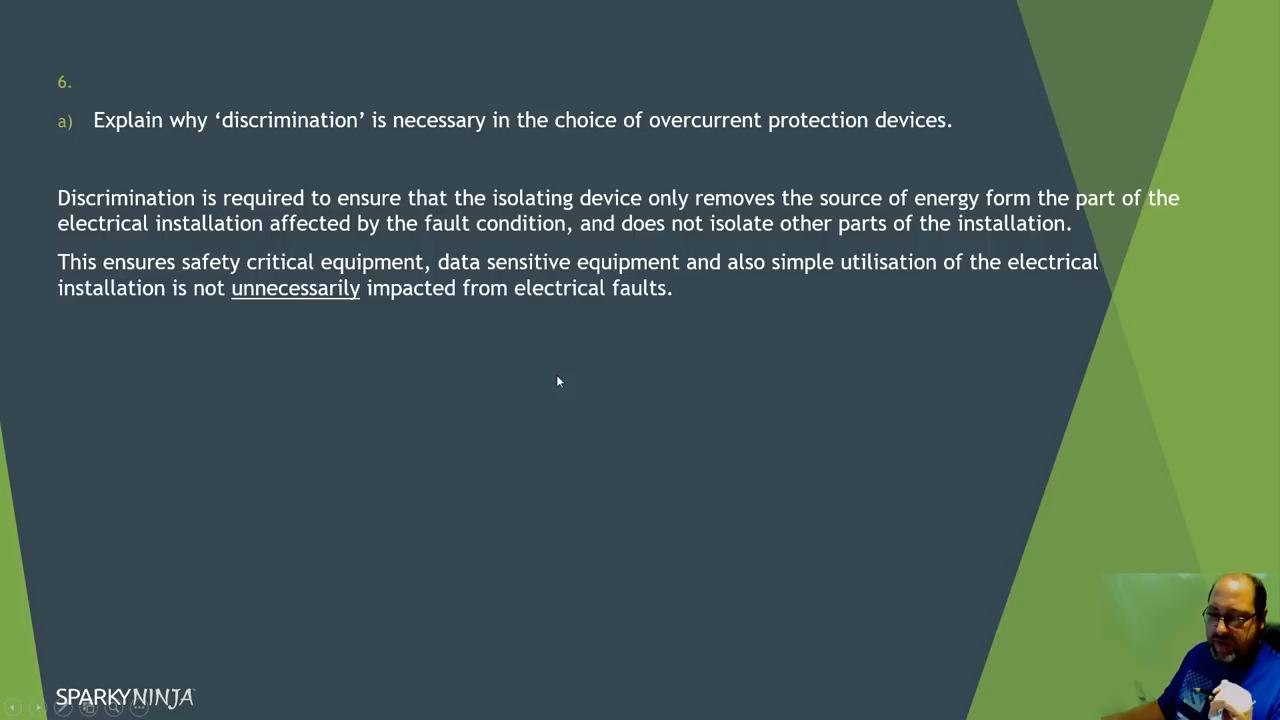 6.
a) Explain why ‘discrimination’ is necessary in the choice of overcurrent protection devices.
Discrimination is required to ensure that the isolating device only removes the source of energy form the part of the
electrical installation affected by the fault condition, and does not isolate other parts of the installation.
This ensures safety critical equipment, data sensitive equipment and also simple utilisation of the electrical
installation is not unnecessarily impacted from electrical faults.
SPARKYNINJA